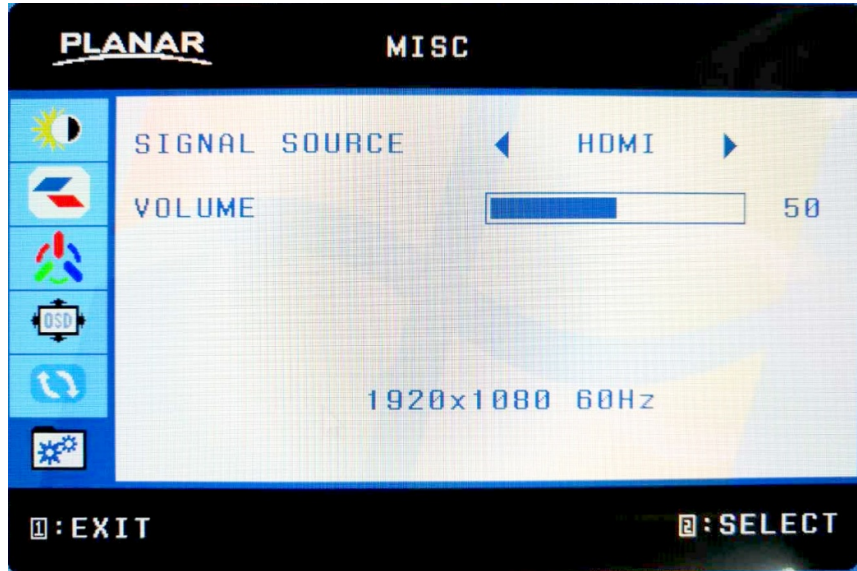 PLANAR MISC
SIGNAL SOURCE HDMI
VOLUME 50
OSD
1920x1080 60Hz
1:EXIT 2:SELECT